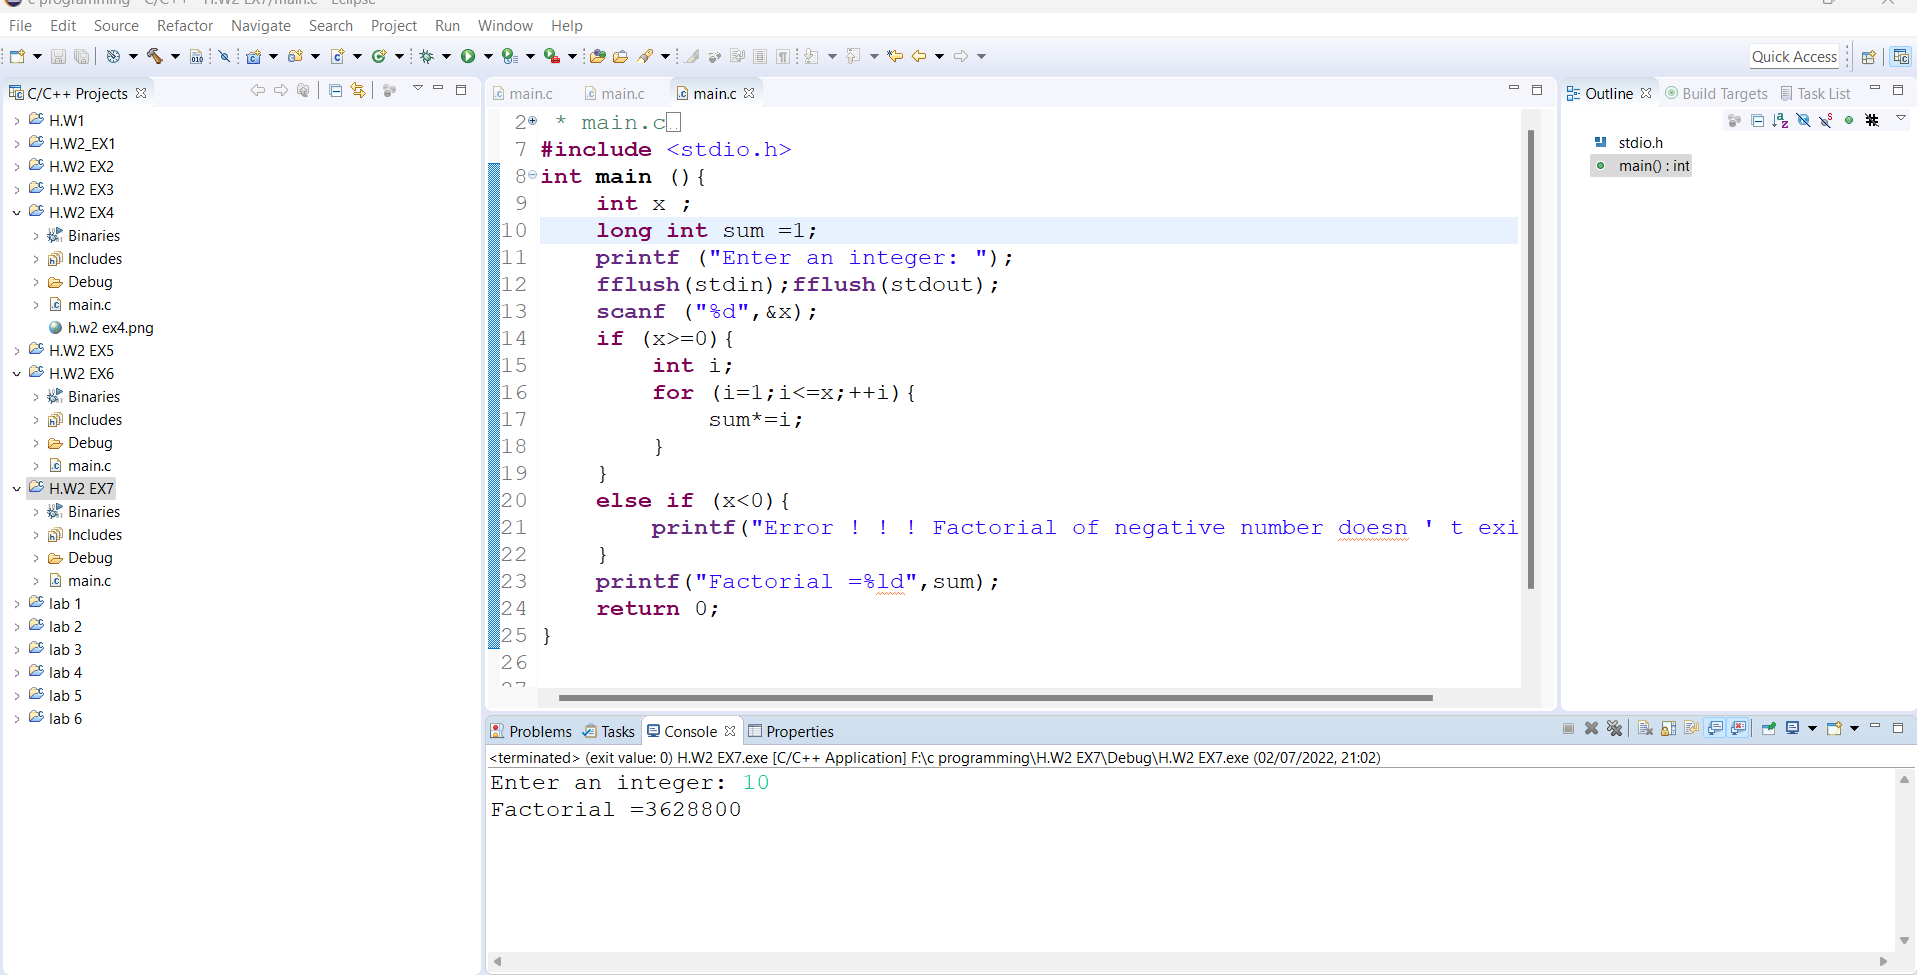 c programming - C/C++ - H.W2 EX7/main.c - Eclipse
File Edit Source Refactor Navigate Search Project Run Window Help
Quick Access
C/C++ Projects
H.W1
H.W2_EX1
H.W2 EX2
H.W2 EX3
H.W2 EX4
Binaries
Includes
Debug
main.c
h.w2 ex4.png
H.W2 EX5
H.W2 EX6
Binaries
Includes
Debug
main.c
H.W2 EX7
Binaries
Includes
Debug
main.c
lab 1
lab 2
lab 3
lab 4
lab 5
lab 6
main.c main.c main.c
2 * main.c
7 #include <stdio.h>
8 int main (){
9 int x ;
10 long int sum =1;
11 printf ("Enter an integer: ");
12 fflush(stdin);fflush(stdout);
13 scanf ("%d",&x);
14 if (x>=0){
15 int i;
16 for (i=1;i<=x;++i){
17 sum*=i;
18 }
19 }
20 else if (x<0){
21 printf("Error ! ! ! Factorial of negative number doesn ' t exi
22 }
23 printf("Factorial =%ld",sum);
24 return 0;
25 }
26
27
Outline Build Targets Task List
stdio.h
main() : int
Problems Tasks Console Properties
<terminated> (exit value: 0) H.W2 EX7.exe [C/C++ Application] F:\c programming\H.W2 EX7\Debug\H.W2 EX7.exe (02/07/2022, 21:02)
Enter an integer: 10
Factorial =3628800